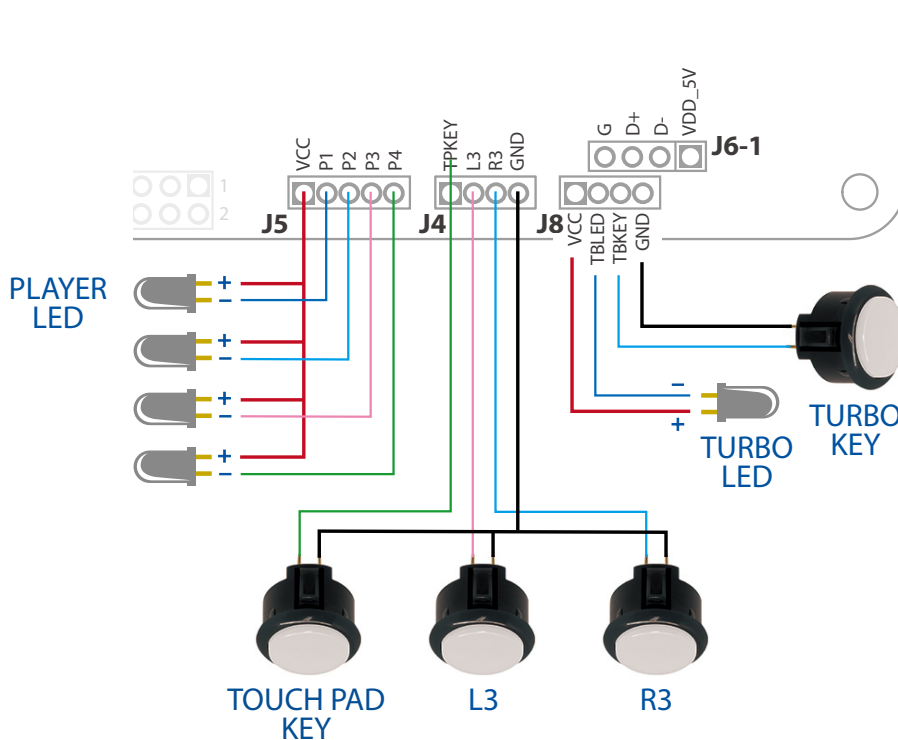 G
D+
D-
VDD_5V
J6-1
VCC
P1
P2
P3
P4
TPKEY
L3
R3
GND
1
2
J5
J4
J8
VCC
TBLED
TBKEY
GND
PLAYER
LED
+
−
+
−
+
−
+
−
−
+
TURBO
LED
TURBO
KEY
TOUCH PAD
KEY
L3
R3